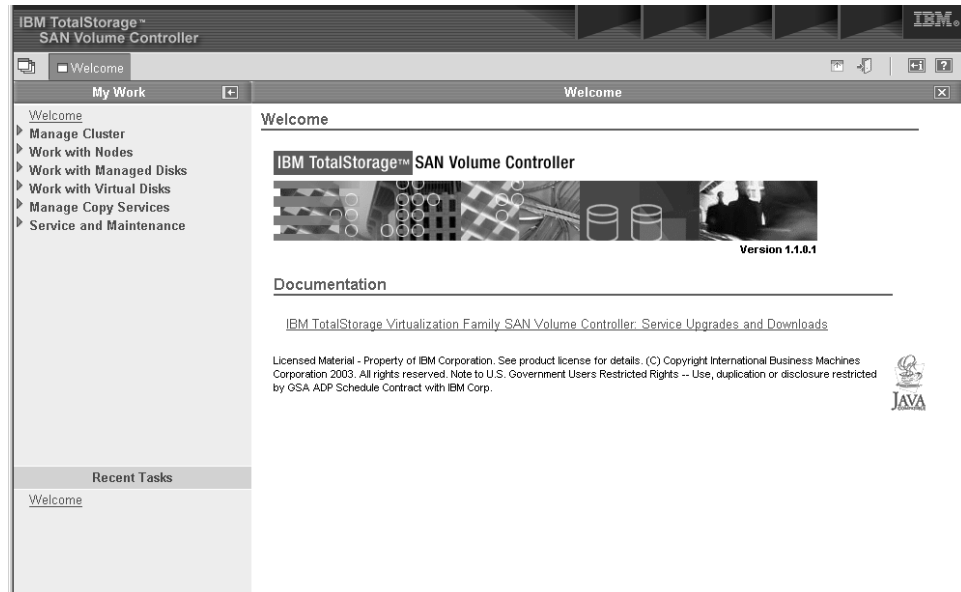 IBM TotalStorage™
SAN Volume Controller
IBM®
Welcome
My Work
Welcome
Welcome
Manage Cluster
Work with Nodes
Work with Managed Disks
Work with Virtual Disks
Manage Copy Services
Service and Maintenance
Recent Tasks
Welcome
Welcome
IBM TotalStorage™ SAN Volume Controller
Version 1.1.0.1
Documentation
IBM TotalStorage Virtualization Family SAN Volume Controller: Service Upgrades and Downloads
Licensed Material - Property of IBM Corporation. See product license for details. (C) Copyright International Business Machines
Corporation 2003. All rights reserved. Note to U.S. Government Users Restricted Rights -- Use, duplication or disclosure restricted
by GSA ADP Schedule Contract with IBM Corp.
JAVA